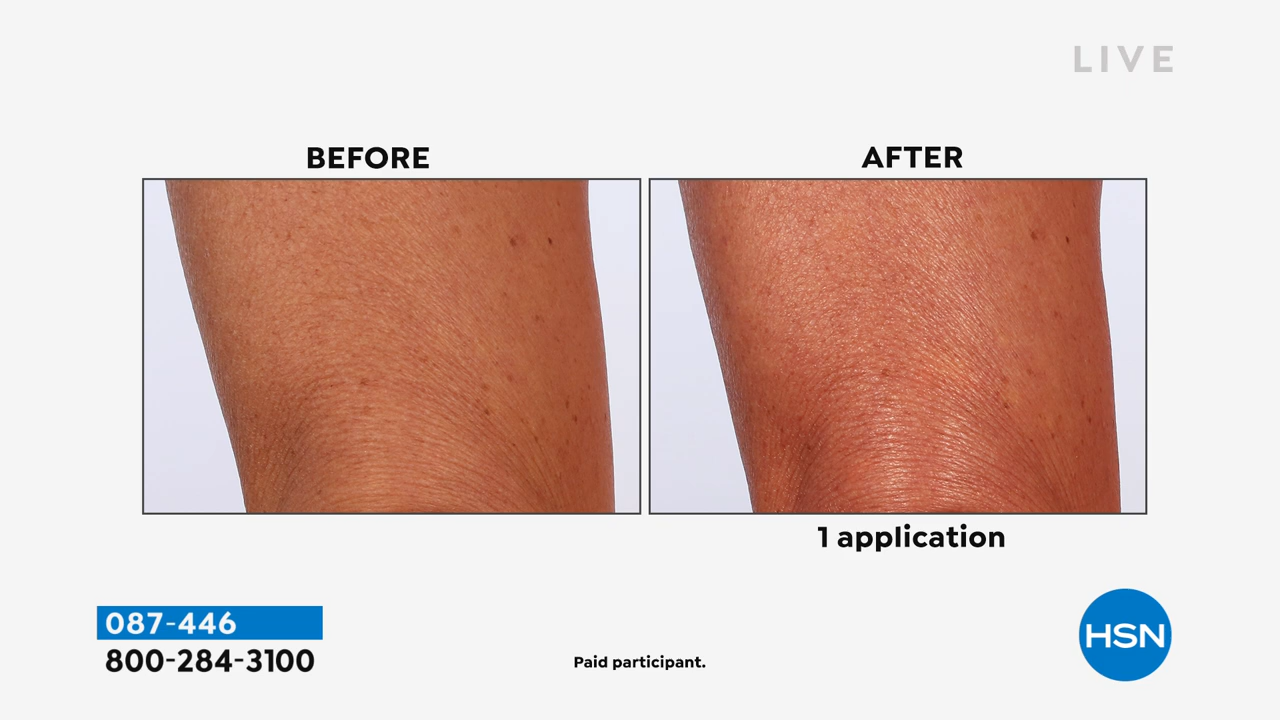 LIVE
BEFORE
AFTER
1 application
087-446
800-284-3100
Paid participant.
HSN